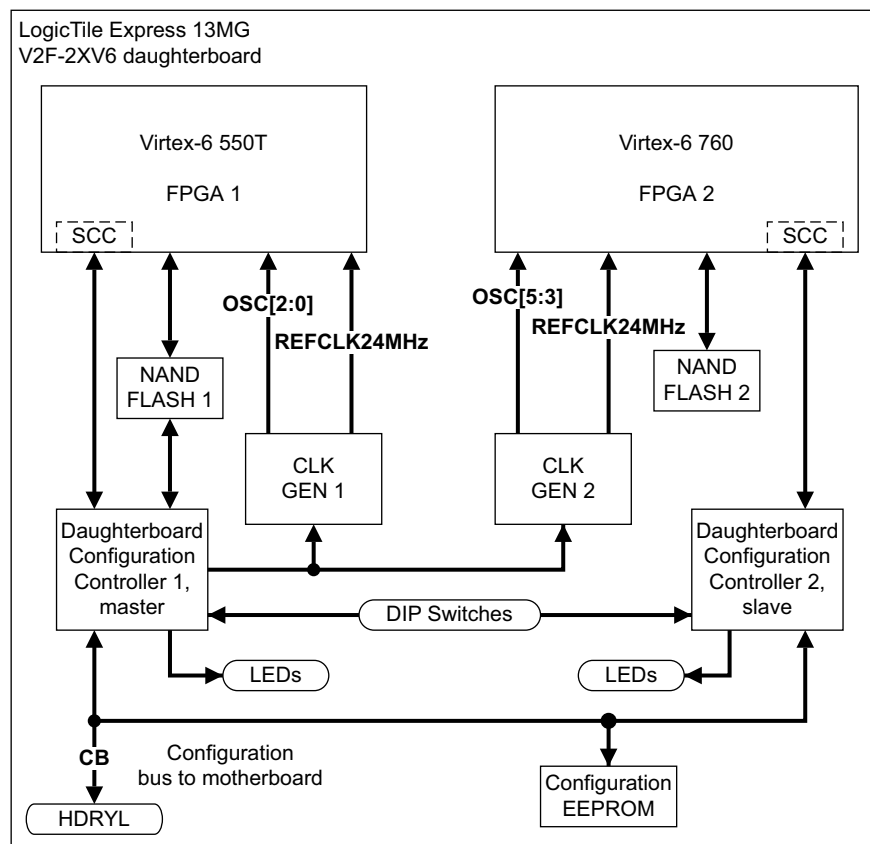 LogicTile Express 13MG
V2F-2XV6 daughterboard
Virtex-6 550T
FPGA 1
SCC
Virtex-6 760
FPGA 2
SCC
OSC[2:0]
REFCLK24MHz
OSC[5:3]
REFCLK24MHz
NAND
FLASH 1
NAND
FLASH 2
CLK
GEN 1
CLK
GEN 2
Daughterboard
Configuration
Controller 1,
master
Daughterboard
Configuration
Controller 2,
slave
DIP Switches
LEDs
LEDs
CB
Configuration
bus to motherboard
Configuration
EEPROM
HDRYL